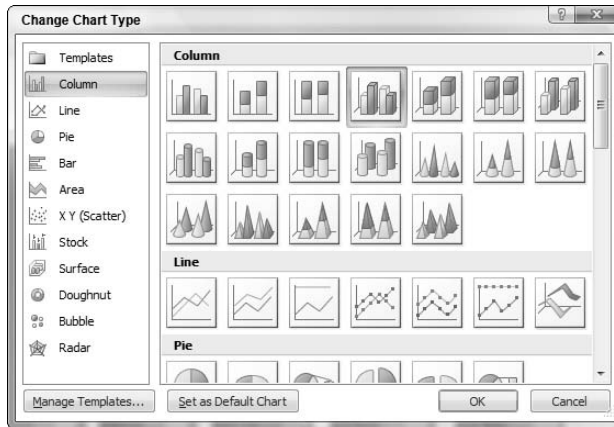 Change Chart Type
Templates
Column
Line
Pie
Bar
Area
X Y (Scatter)
Stock
Surface
Doughnut
Bubble
Radar
Column
Line
Pie
Manage Templates...
Set as Default Chart
OK
Cancel